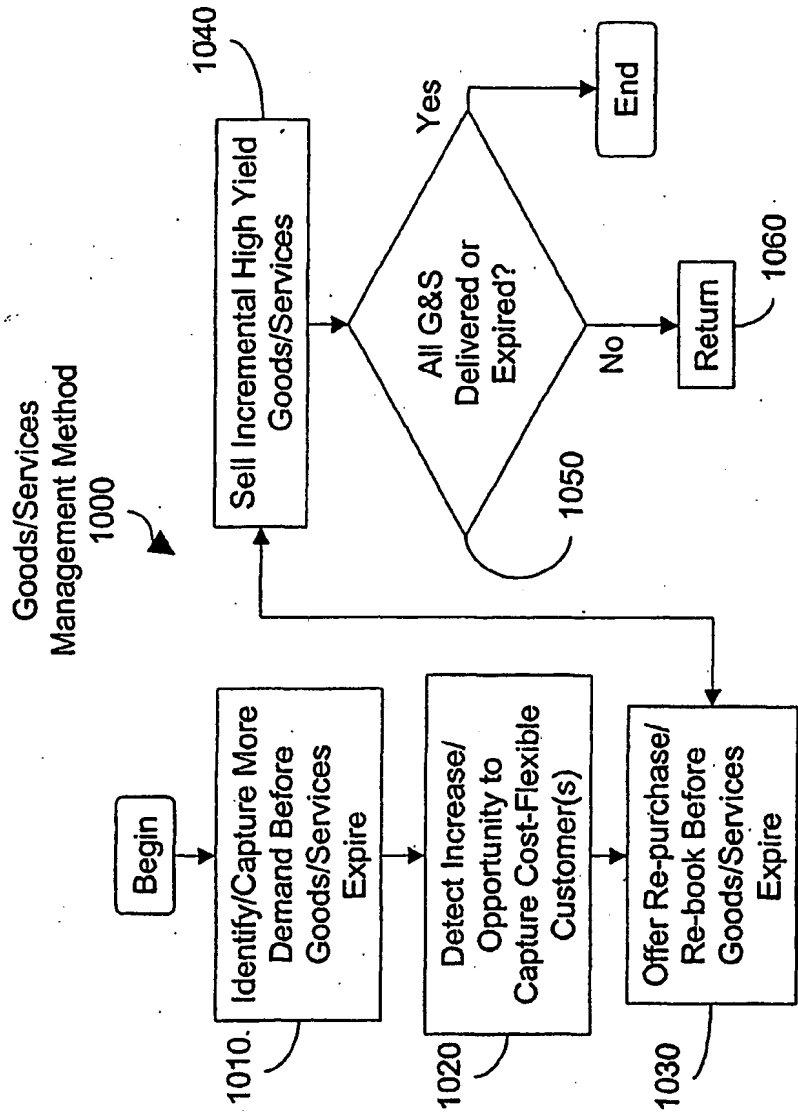 Goods/Services
Management Method
1000
Begin
Identify/Capture More
Demand Before
Goods/Services
Expire
1010.
Detect Increase/
Opportunity to
Capture Cost-Flexible
Customer(s)
1020
Offer Re-purchase/
Re-book Before
Goods/Services
Expire
1030
Sell Incremental High Yield
Goods/Services
1040
All G&S
Delivered or
Expired?
1050
Yes
End
No
Return
1060